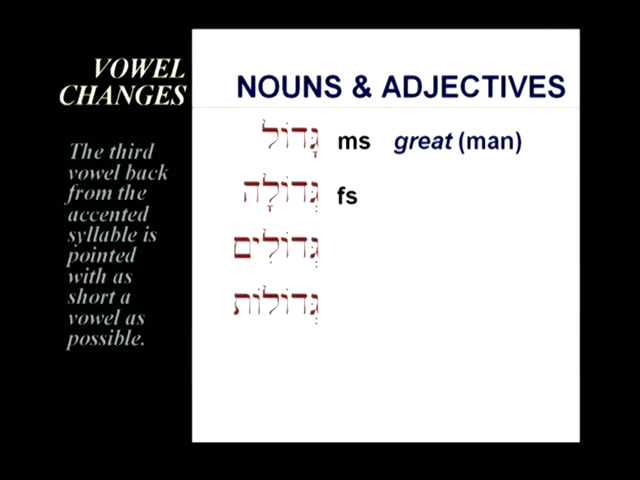 VOWEL
CHANGES
The third
vowel back
from the
accented
syllable is
pointed
with as
short a
vowel as
possible.
NOUNS & ADJECTIVES
גָּדוֹל ms great (man)
גְּדוֹלָה fs
גְּדוֹלִים
גְּדוֹלוֹת